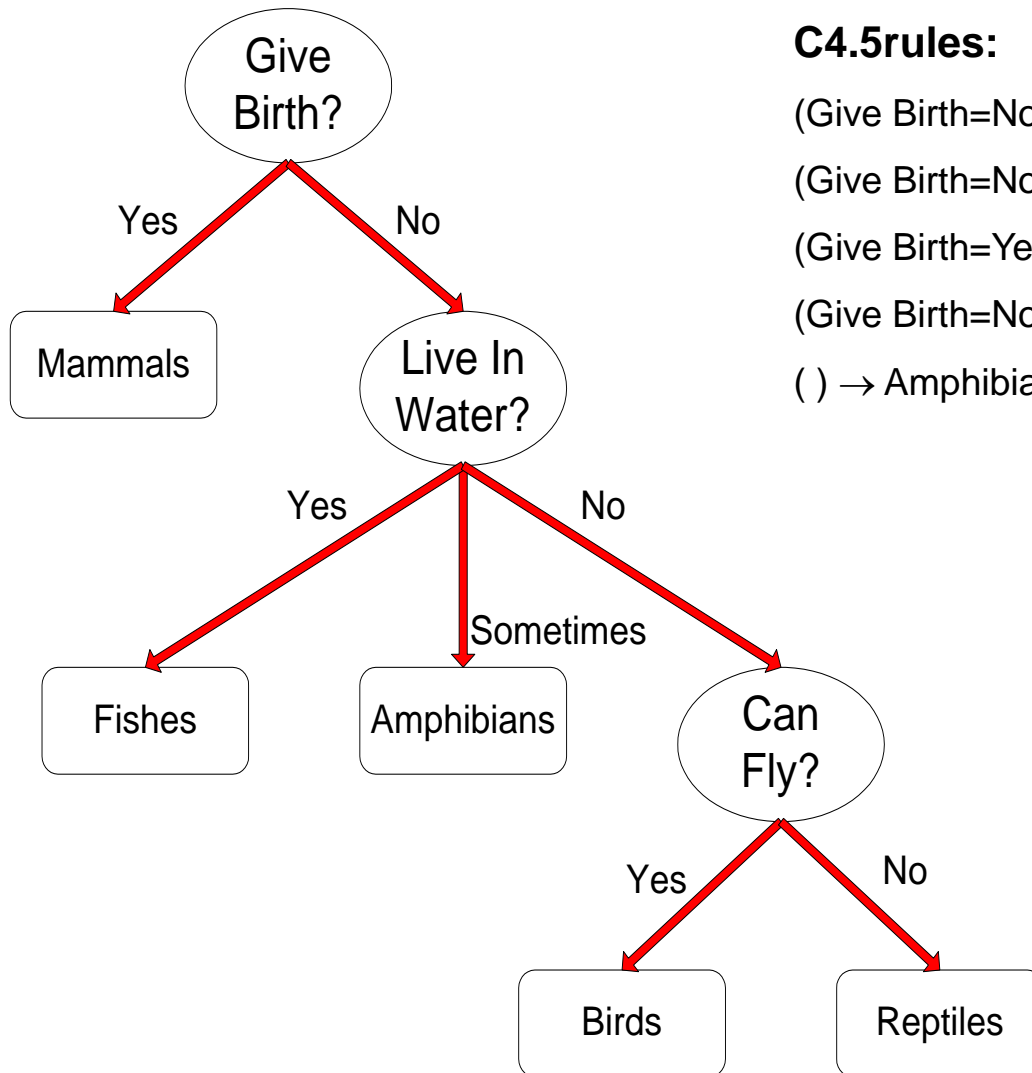 Give
Birth?
Yes
No
Mammals
Live In
Water?
Yes
No
Sometimes
Fishes
Amphibians
Can
Fly?
Yes
No
Birds
Reptiles
C4.5rules:
(Give Birth=No
(Give Birth=No
(Give Birth=Ye
(Give Birth=No
( ) → Amphibia